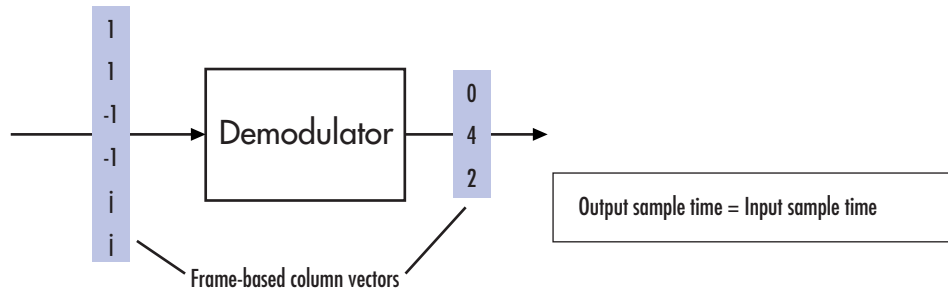 1
1
-1
-1
i
i
Demodulator
0
4
2
Output sample time = Input sample time
Frame-based column vectors